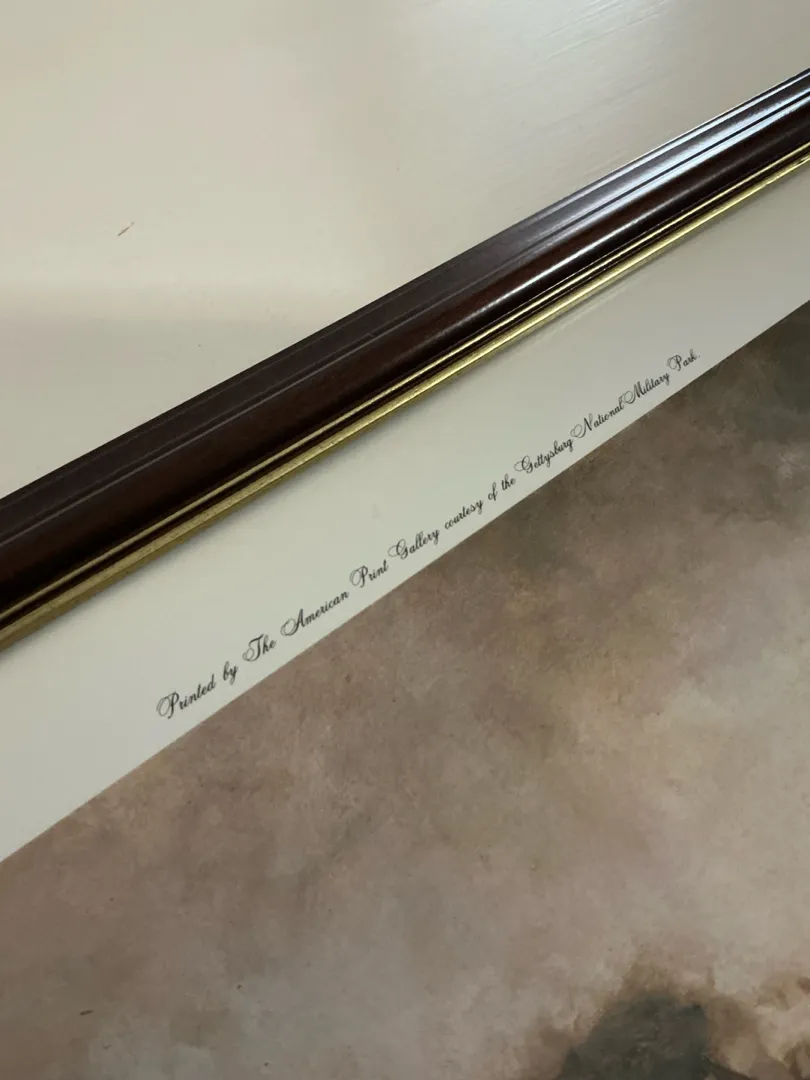 Printed by The American Print Gallery courtesy of the Gettysburg National Military Park.